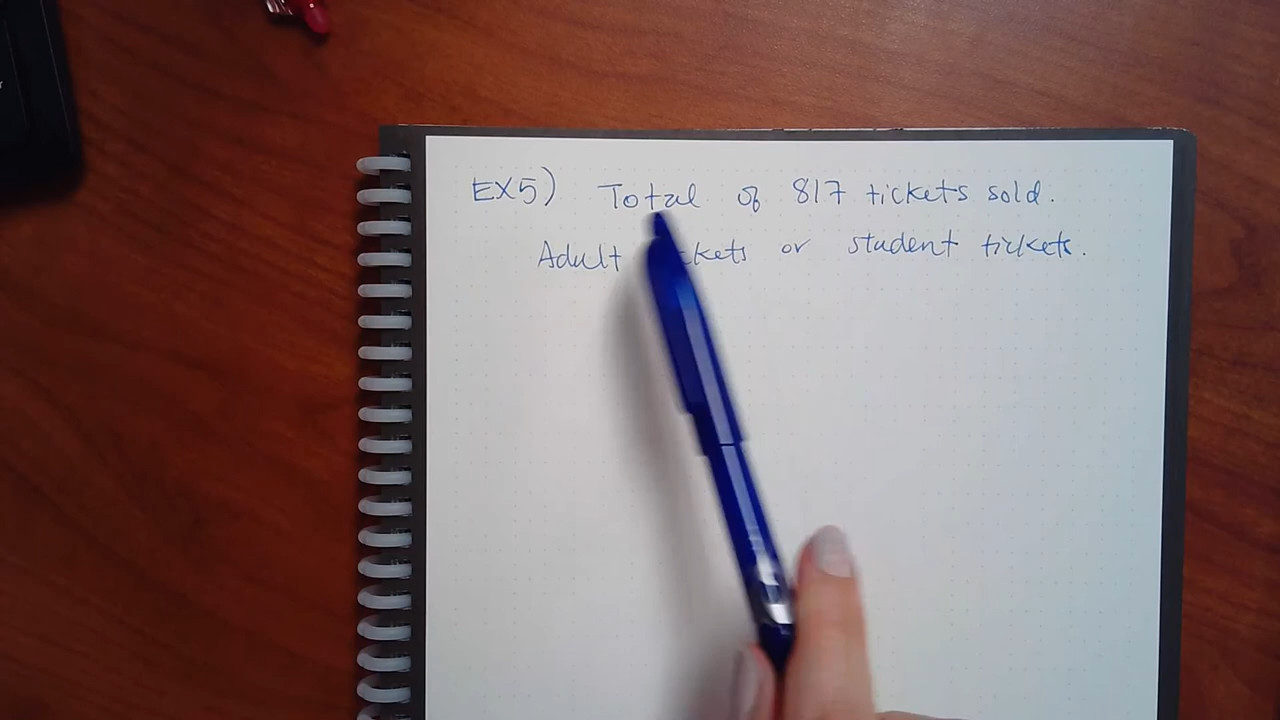 EX5) Total of 817 tickets sold.
Adult kets or student tickets.